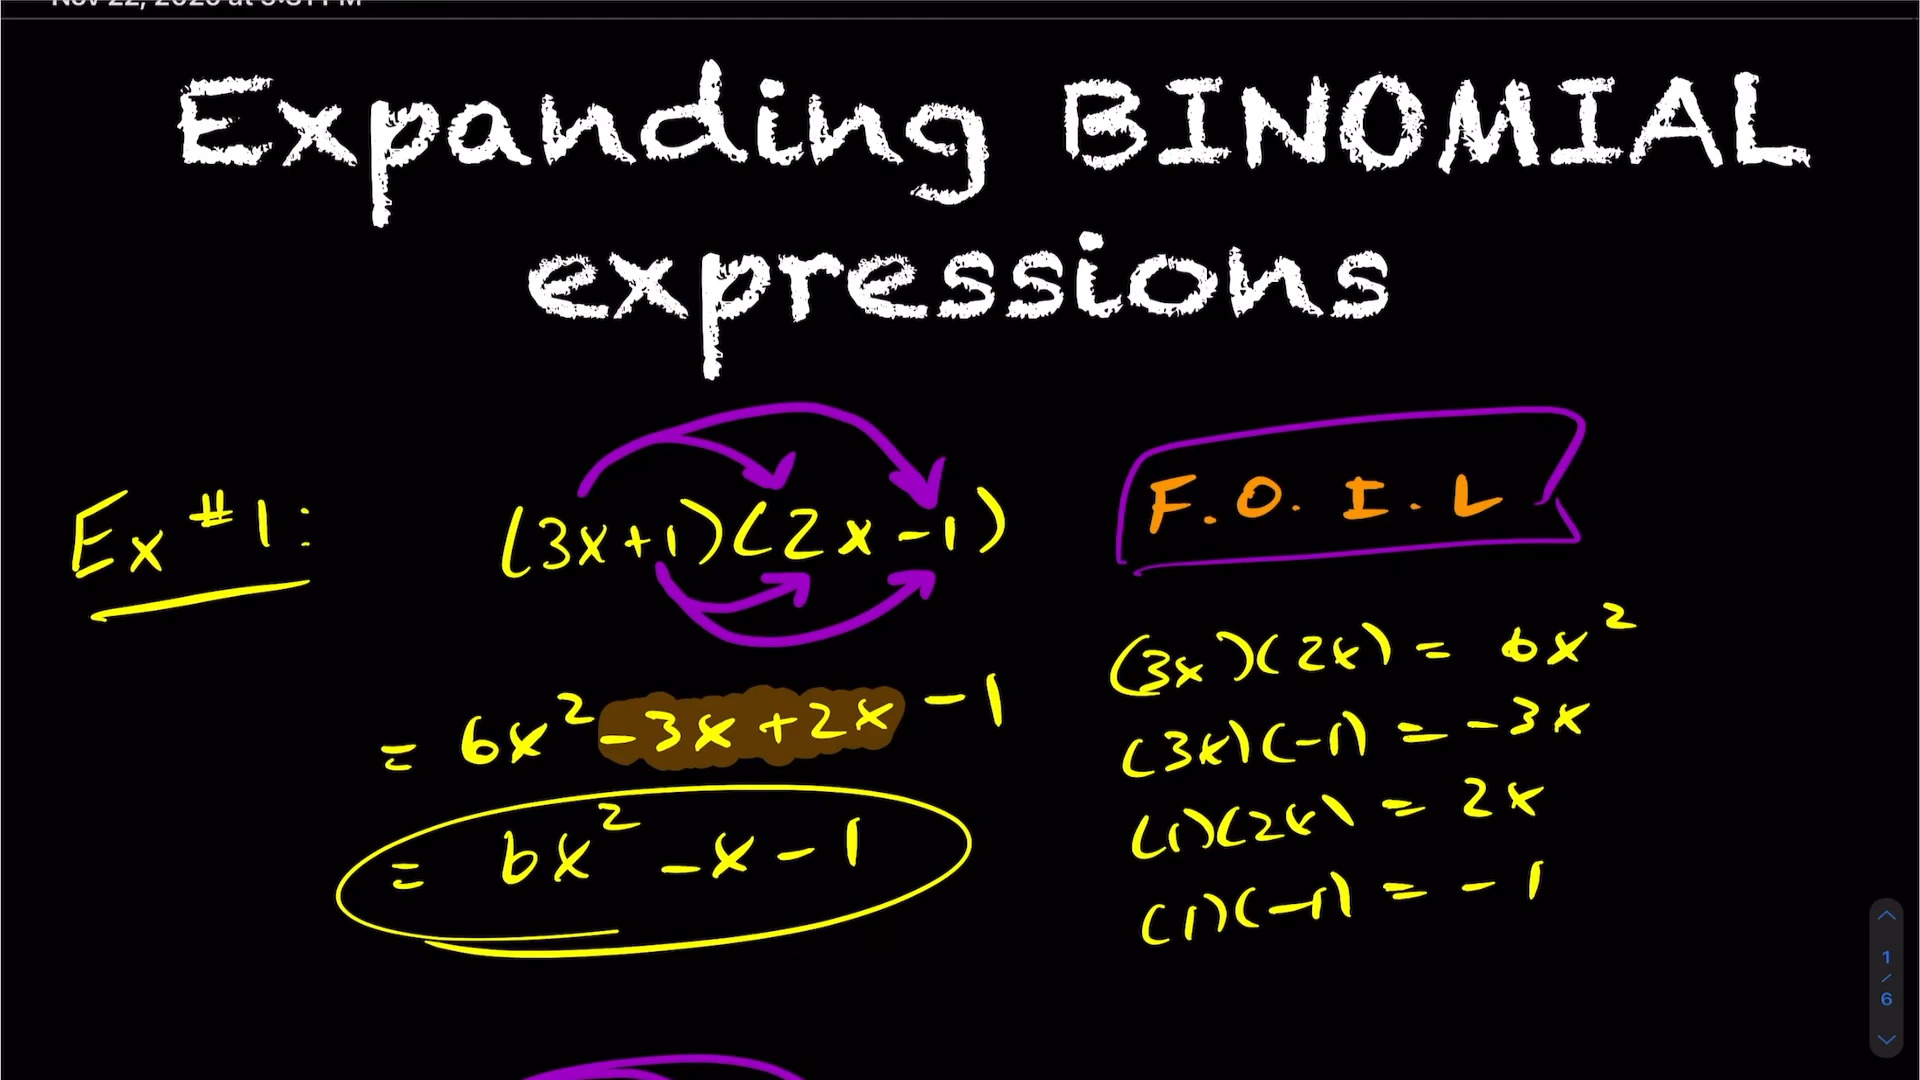 Expanding BINOMIAL
expressions
Ex #1:
(3x+1)(2x-1)
F.O.I.L
= 6x² -3x +2x -1
= 6x² -x -1
(3x)(2x) = 6x²
(3x)(-1) = -3x
(1)(2x) = 2x
(1)(-1) = -1
1
/
6